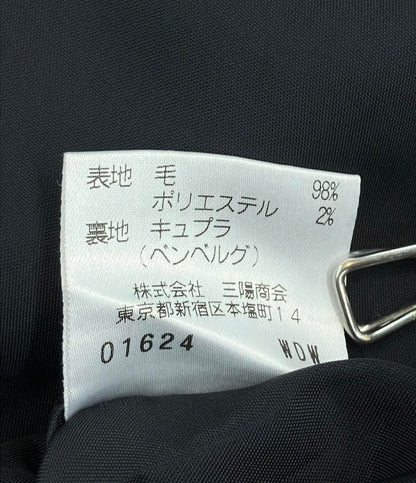 表地 毛 98%
ポリエステル 2%
裏地 キュプラ
(ベンベルグ)
株式会社 三陽商会
東京都新宿区本塩町14
01624 WDW